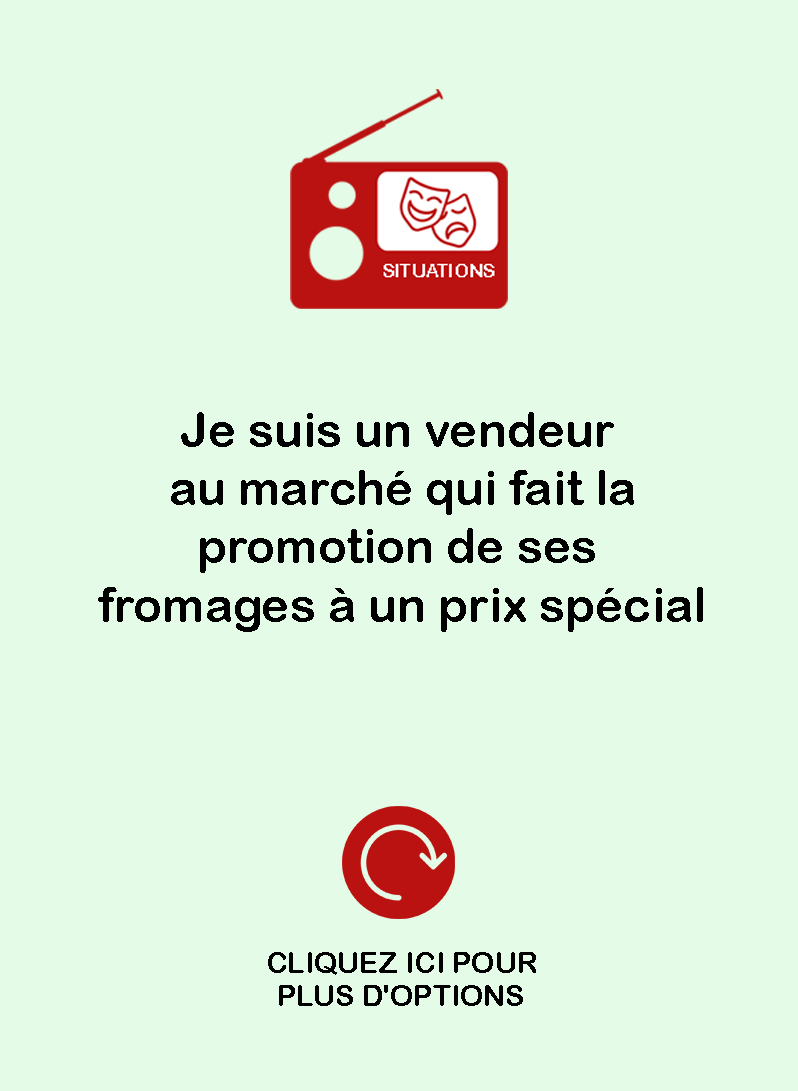 SITUATIONS
Je suis un vendeur
au marché qui fait la
promotion de ses
fromages à un prix spécial
CLIQUEZ ICI POUR
PLUS D'OPTIONS